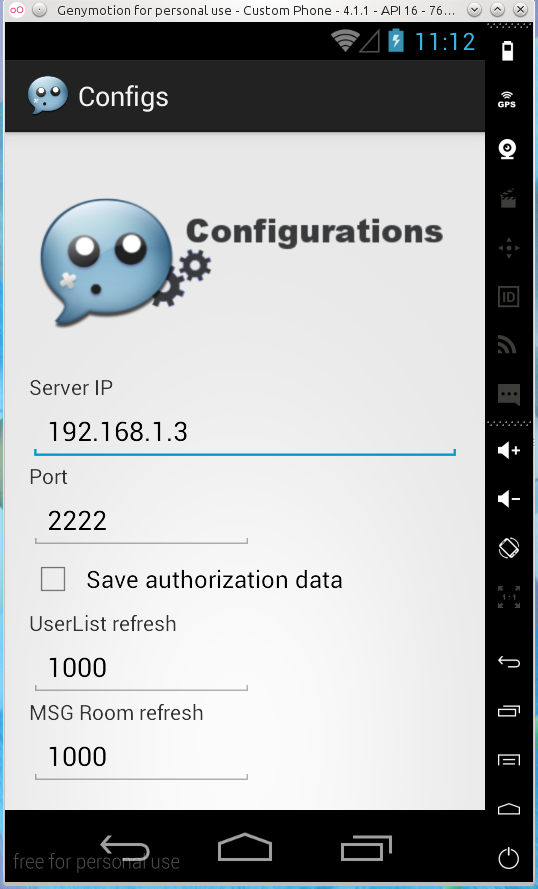 Genymotion for personal use - Custom Phone - 4.1.1 - API 16 - 76...
11:12
Configs
GPS
Configurations
ID
Server IP
192.168.1.3
Port
2222
Save authorization data
1:1
UserList refresh
1000
MSG Room refresh
1000
free for personal use